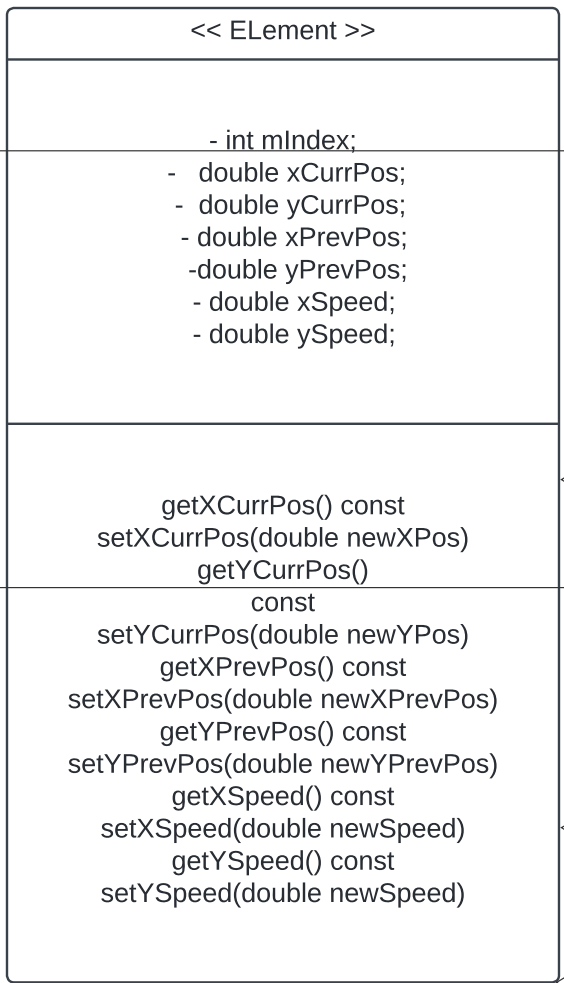 << ELement >>
- int mIndex;
- double xCurrPos;
- double yCurrPos;
- double xPrevPos;
-double yPrevPos;
- double xSpeed;
- double ySpeed;
getXCurrPos() const
setXCurrPos(double newXPos)
getYCurrPos()
const
setYCurrPos(double newYPos)
getXPrevPos() const
setXPrevPos(double newXPrevPos)
getYPrevPos() const
setYPrevPos(double newYPrevPos)
getXSpeed() const
setXSpeed(double newSpeed)
getYSpeed() const
setYSpeed(double newSpeed)